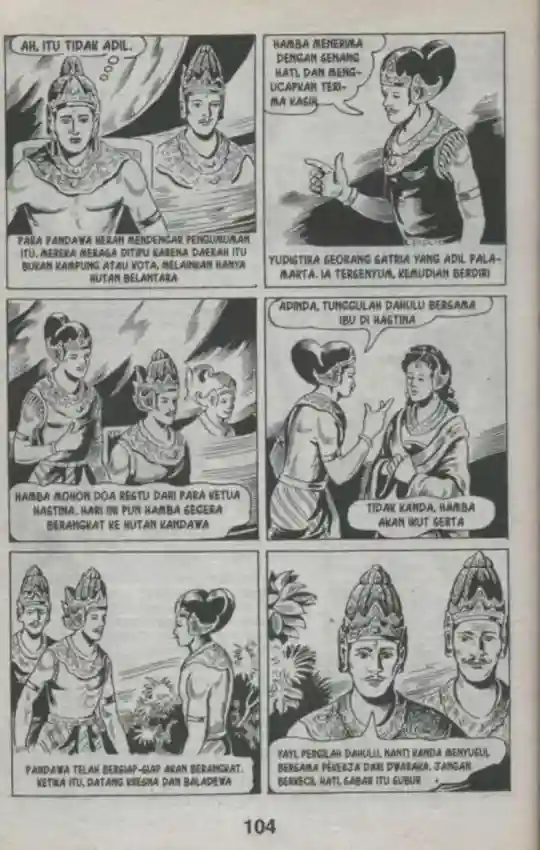 AH, ITU TIDAK ADIL.
PARA PANDAWA HERAN MENDENGAR PENGUMUMAN
ITU. MEREKA MERASA DITIPU KARENA DAERAH ITU
BUKAN KAMPUNG ATAU KOTA, MELAINKAN HANYA
HUTAN BELANTARA
HAMBA MENERIMA
DENGAN SENANG
HATI, DAN MENG-
UCAPKAN TERI-
MA KASIH
YUDISTIRA SEORANG SATRIA YANG ADIL PALA-
MARTA. IA TERSENYUM, KEMUDIAN BERDIRI
HAMBA MOHON DOA RESTU DARI PARA KETUA
HASTINA. HARI INI PUN HAMBA SEGERA
BERANGKAT KE HUTAN KANDAWA
ADINDA, TUNGGULAH DAHULU BERSAMA
IBU DI HASTINA
TIDAK KANDA, HAMBA
AKAN IKUT SERTA
PANDAWA TELAH BERSIAP-SIAP AKAN BERANGKAT.
KETIKA ITU, DATANG KRESNA DAN BALADEWA
YAYI, PERGILAH DAHULU, NANTI KANDA MENYUSUL
BERSAMA PEKERJA DARI DWARAKA. JANGAN
BERKECIL HATI, SABAR ITU SUBUR
104